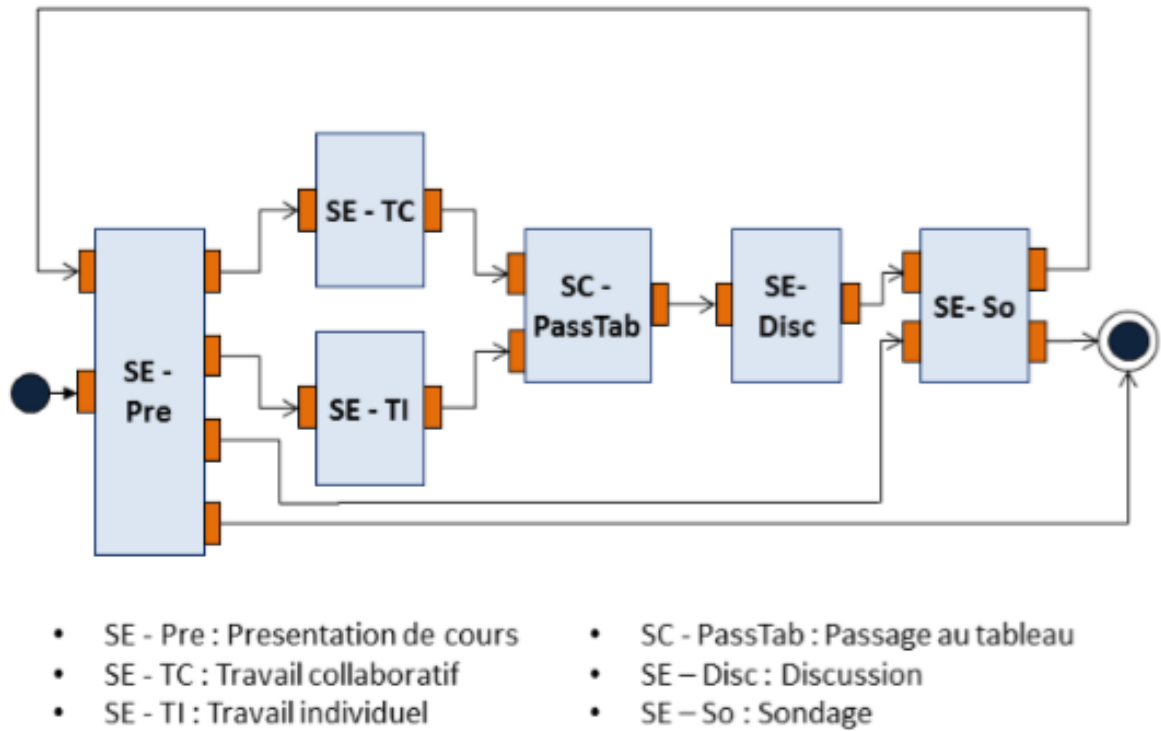 SE - TC
SE -
Pre
SE - TI
SC -
PassTab
SE-
Disc
SE- So
• SE - Pre : Presentation de cours
• SE - TC : Travail collaboratif
• SE - TI : Travail individuel
• SC - PassTab : Passage au tableau
• SE – Disc : Discussion
• SE – So : Sondage